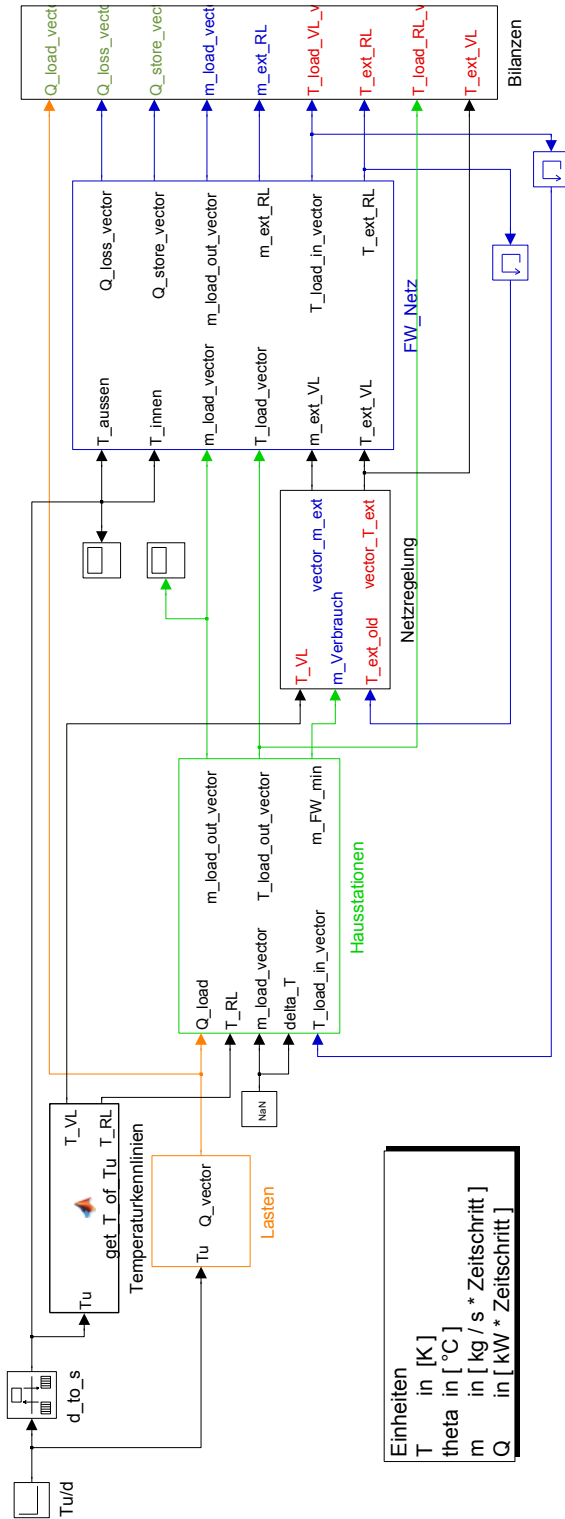 Tu/d
d_to_s
Tu
T_VL
get_T_of_Tu
T_RL
Temperaturkennlinien
Tu
Q_vector
Lasten
NaN
Q_load
T_RL
m_load_vector
delta_T
T_load_in_vector
m_load_out_vector
T_load_out_vector
m_FW_min
Hausstationen
T_VL
m_Verbrauch
T_ext_old
vector_m_ext
vector_T_ext
Netzregelung
T_aussen
T_innen
m_load_vector
T_load_vector
m_ext_VL
T_ext_VL
Q_loss_vector
Q_store_vector
m_load_out_vector
m_ext_RL
T_load_in_vector
T_ext_RL
FW_Netz
Q_load_vector
Q_loss_vecto
Q_store_vect
m_load_vecto
m_ext_RL
T_load_VL_v
T_ext_RL
T_load_RL_v
T_ext_VL
Bilanzen
Einheiten
T in [K]
theta in [ °C ]
m in [ kg / s * Zeitschritt ]
Q in [ kW * Zeitschritt ]